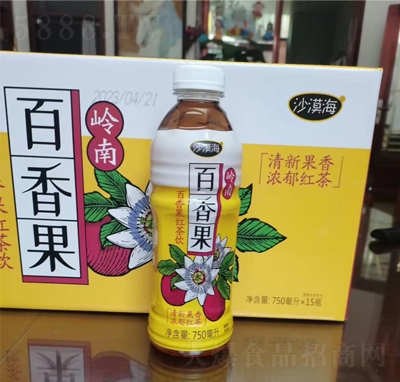 2023/04/21
岭南
百香果
沙漠海
清新果香
浓郁红茶
净含量: 750毫升×15瓶
沙漠海
岭南
百香果
百香果红茶饮
清新果香
浓郁红茶
净含量: 750毫升
食品招商网